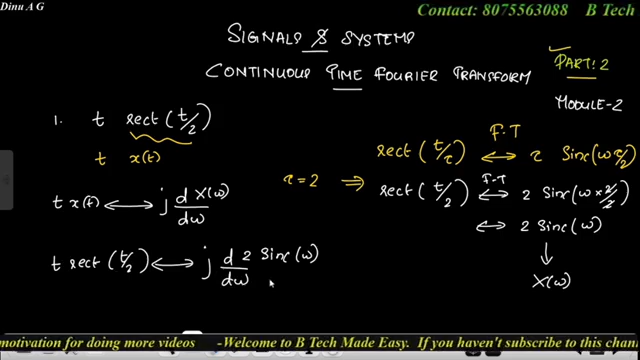 Dinu A G
Contact: 8075563088 B Tech
SIGNALS & SYSTEMS
CONTINUOUS TIME FOURIER TRANSFORM
✓ PART: 2
MODULE-2
1. t rect(t/2)
t x(t)
rect(t/τ) F.T ↔ τ Sinc(ωτ/2)
τ = 2 ⇒ rect(t/2) F.T ↔ 2 Sinc(ω×2/2)
↔ 2 Sinc(ω)
↓
X(ω)
t x(t) ↔ j d X(ω)/dω
t rect(t/2) ↔ j d/dω 2 Sinc(ω)
motivation for doing more videos -Welcome to B Tech Made Easy. If you haven't subscribe to this chan